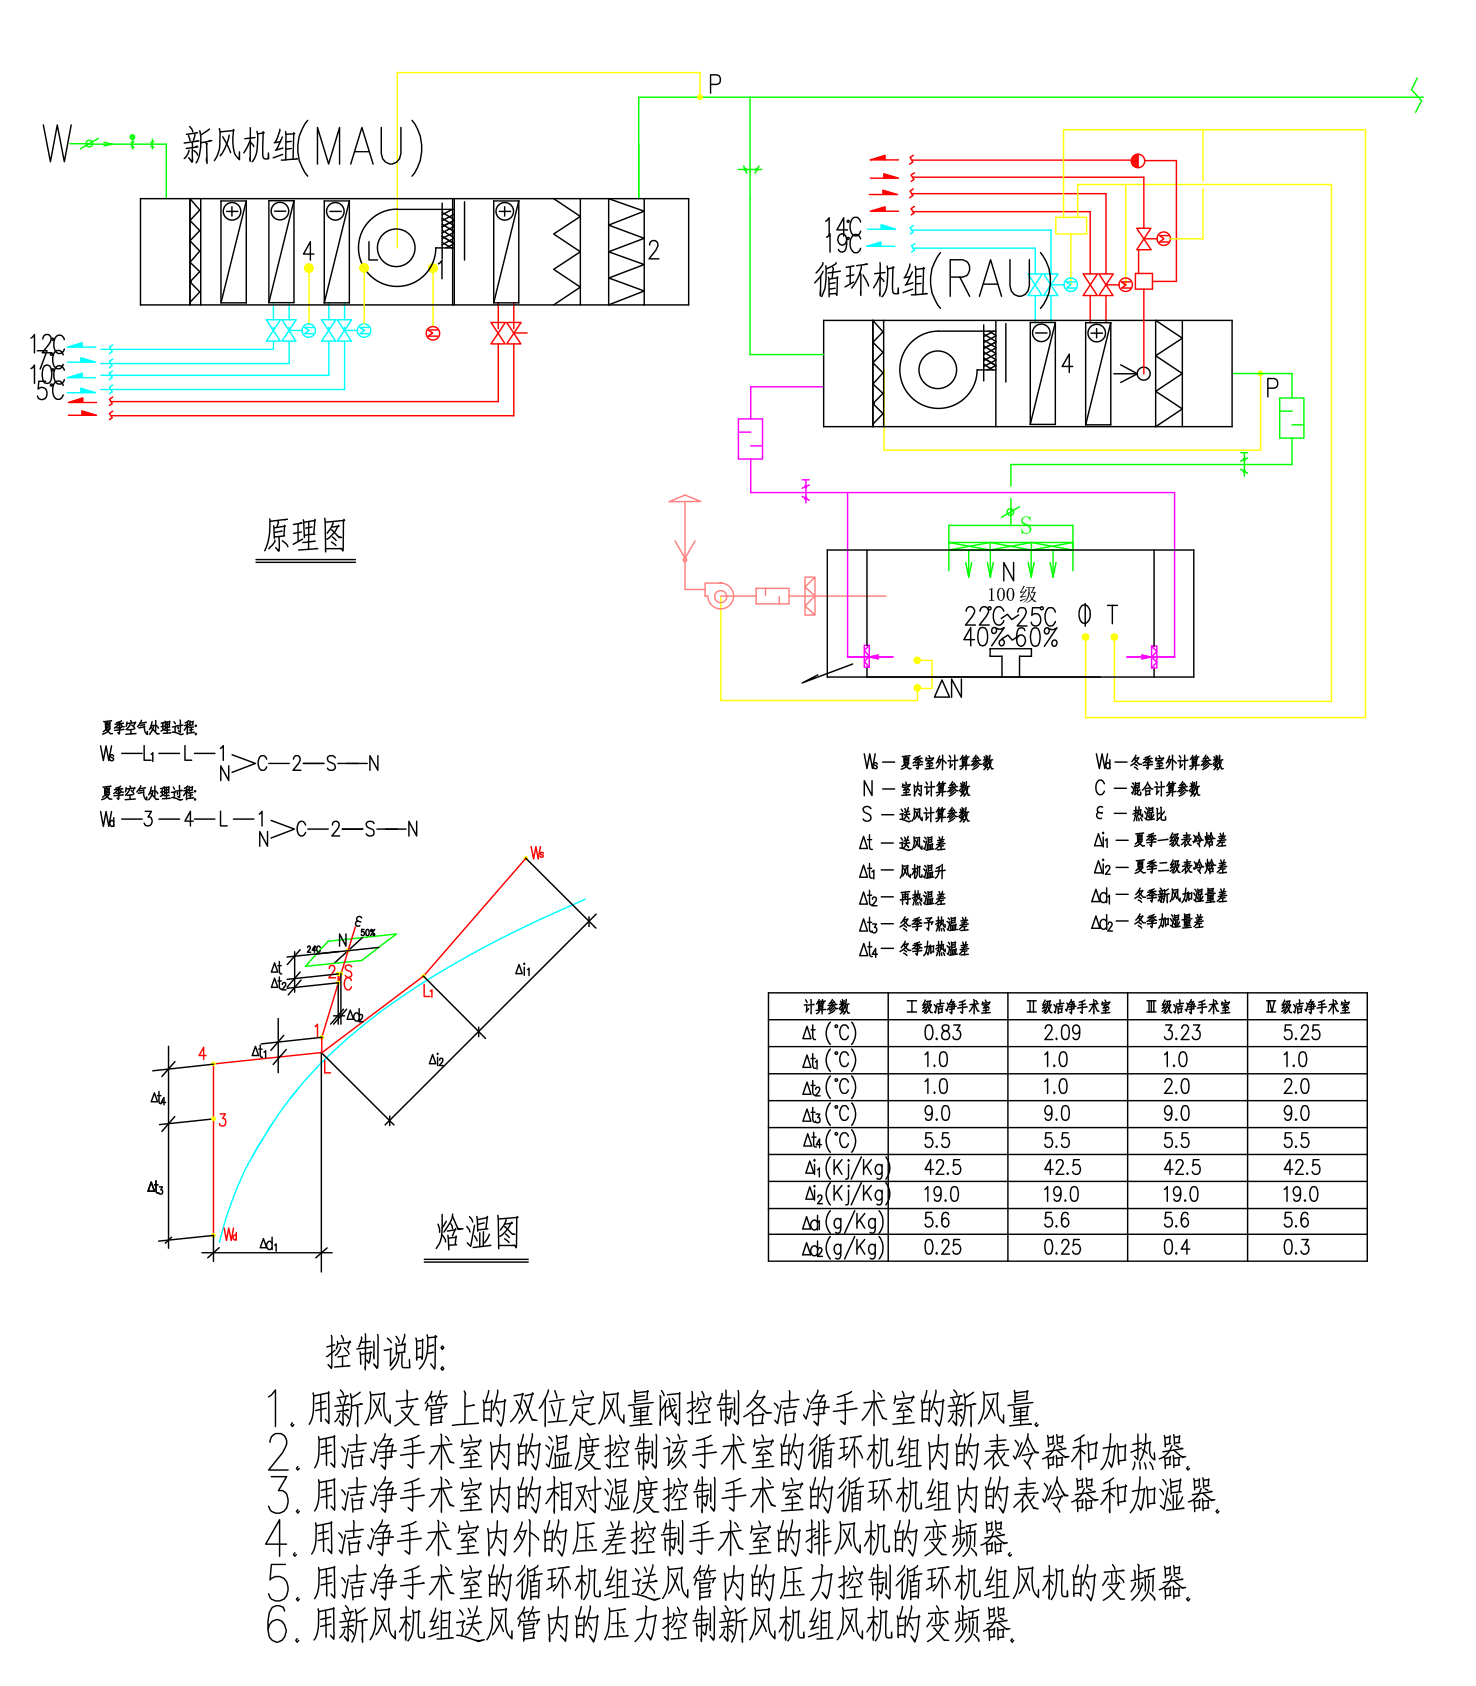 P
W
新风机组(MAU)
4
L
2
12℃
7℃
10℃
5℃
14℃
19℃
循环机组(RAU)
4
P
原理图
S
N
100 级
22℃~25℃
40%~60%
Φ
T
ΔN
夏季空气处理过程:
Ws —L1—L—1
N>C—2—S—N
夏季空气处理过程:
Wd —3—4—L—1
N>C—2—S—N
Ws — 夏季室外计算参数
N — 室内计算参数
S — 送风计算参数
Δt — 送风温差
Δt1 — 风机温升
Δt2 — 再热温差
Δt3 — 冬季予热温差
Δt4 — 冬季加热温差
Wd — 冬季室外计算参数
C — 混合计算参数
ε — 热湿比
Δi1 — 夏季一级表冷焓差
Δi2 — 夏季二级表冷焓差
Δd1 — 冬季新风加湿量差
Δd2 — 冬季加湿量差
Ws
ε
50%
N
24℃
Δt
2
S
Δt2
C
L1
Δi1
Δd2
1
4
Δt1
L
Δi2
Δt4
3
Δt3
Wd
Δd1
焓湿图
计算参数 I 级洁净手术室 II 级洁净手术室 III 级洁净手术室 IV 级洁净手术室
Δt (℃) 0.83 2.09 3.23 5.25
Δt1(℃) 1.0 1.0 1.0 1.0
Δt2(℃) 1.0 1.0 2.0 2.0
Δt3(℃) 9.0 9.0 9.0 9.0
Δt4(℃) 5.5 5.5 5.5 5.5
Δi1(Kj/Kg) 42.5 42.5 42.5 42.5
Δi2(Kj/Kg) 19.0 19.0 19.0 19.0
Δd1(g/Kg) 5.6 5.6 5.6 5.6
Δd2(g/Kg) 0.25 0.25 0.4 0.3
控制说明:
1. 用新风支管上的双位定风量阀控制各洁净手术室的新风量.
2. 用洁净手术室内的温度控制该手术室的循环机组内的表冷器和加热器.
3. 用洁净手术室内的相对湿度控制手术室的循环机组内的表冷器和加湿器.
4. 用洁净手术室内外的压差控制手术室的排风机的变频器.
5. 用洁净手术室的循环机组送风管内的压力控制循环机组风机的变频器.
6. 用新风机组送风管内的压力控制新风机组风机的变频器.